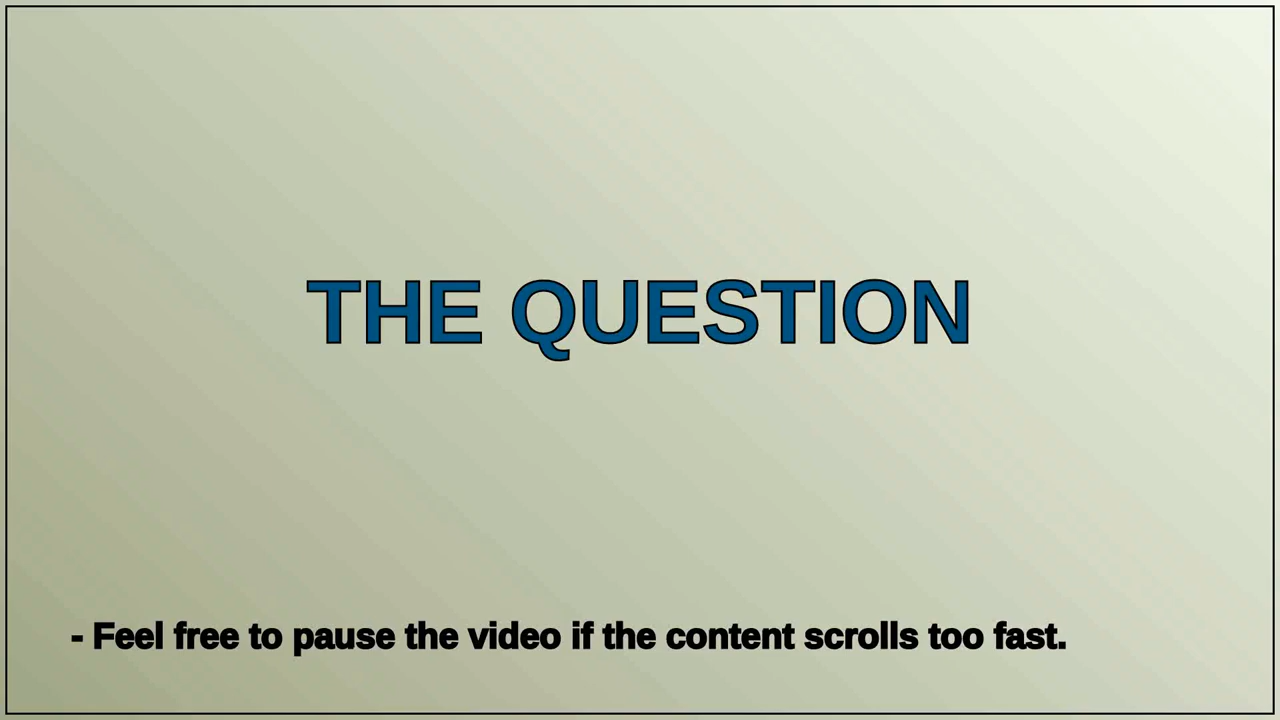 THE QUESTION
- Feel free to pause the video if the content scrolls too fast.